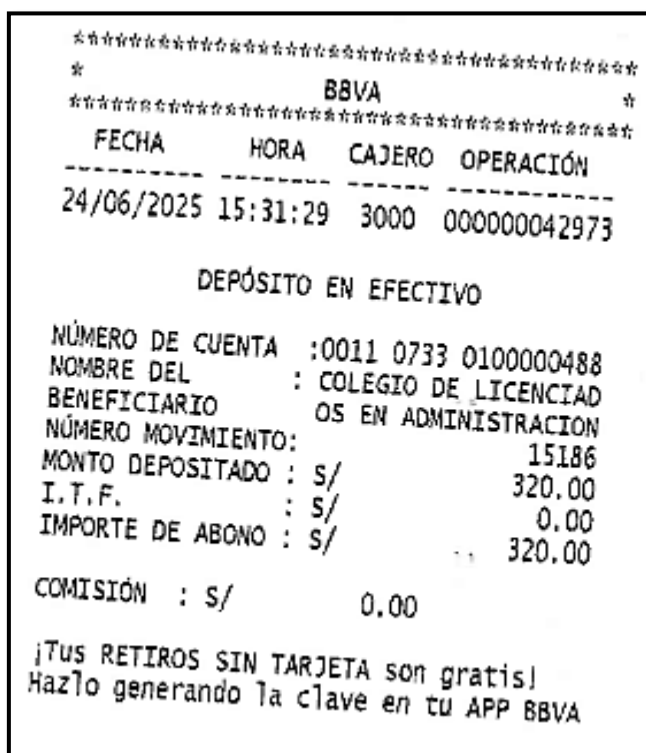 *****************************************
* BBVA *
*****************************************
FECHA HORA CAJERO OPERACIÓN
---------- -------- ------ ------------
24/06/2025 15:31:29 3000 000000042973
DEPÓSITO EN EFECTIVO
NÚMERO DE CUENTA :0011 0733 0100000488
NOMBRE DEL : COLEGIO DE LICENCIAD
BENEFICIARIO OS EN ADMINISTRACION
NÚMERO MOVIMIENTO: 15186
MONTO DEPOSITADO : S/ 320.00
I.T.F. : S/ 0.00
IMPORTE DE ABONO : S/ 320.00
COMISIÓN : S/ 0.00
¡Tus RETIROS SIN TARJETA son gratis!
Hazlo generando la clave en tu APP BBVA